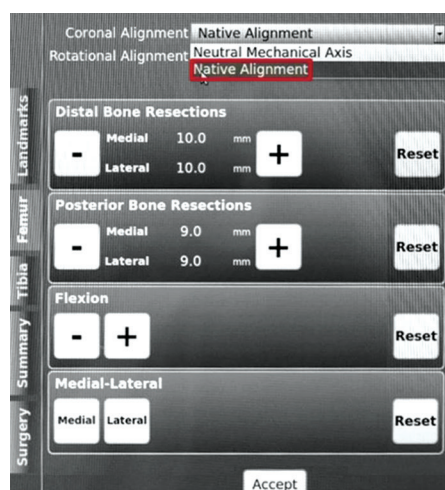 Coronal Alignment Native Alignment
Rotational Alignment Neutral Mechanical Axis
Native Alignment
Landmarks
Femur
Tibia
Summary
Surgery
Distal Bone Resections
- Medial 10.0 mm + Reset
Lateral 10.0 mm
Posterior Bone Resections
- Medial 9.0 mm + Reset
Lateral 9.0 mm
Flexion
- + Reset
Medial-Lateral
Medial Lateral Reset
Accept